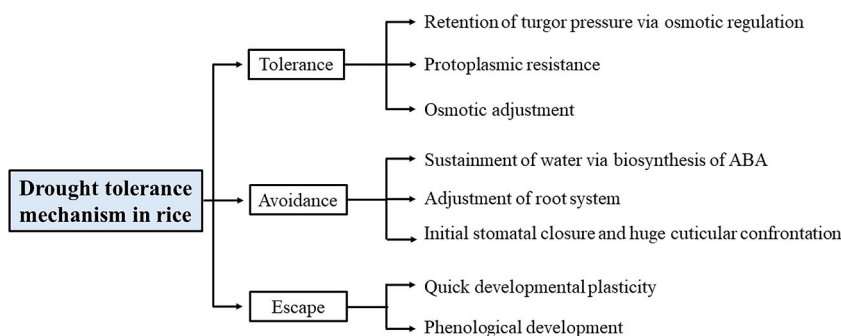 Drought tolerance
mechanism in rice
Tolerance
Retention of turgor pressure via osmotic regulation
Protoplasmic resistance
Osmotic adjustment
Avoidance
Sustainment of water via biosynthesis of ABA
Adjustment of root system
Initial stomatal closure and huge cuticular confrontation
Escape
Quick developmental plasticity
Phenological development